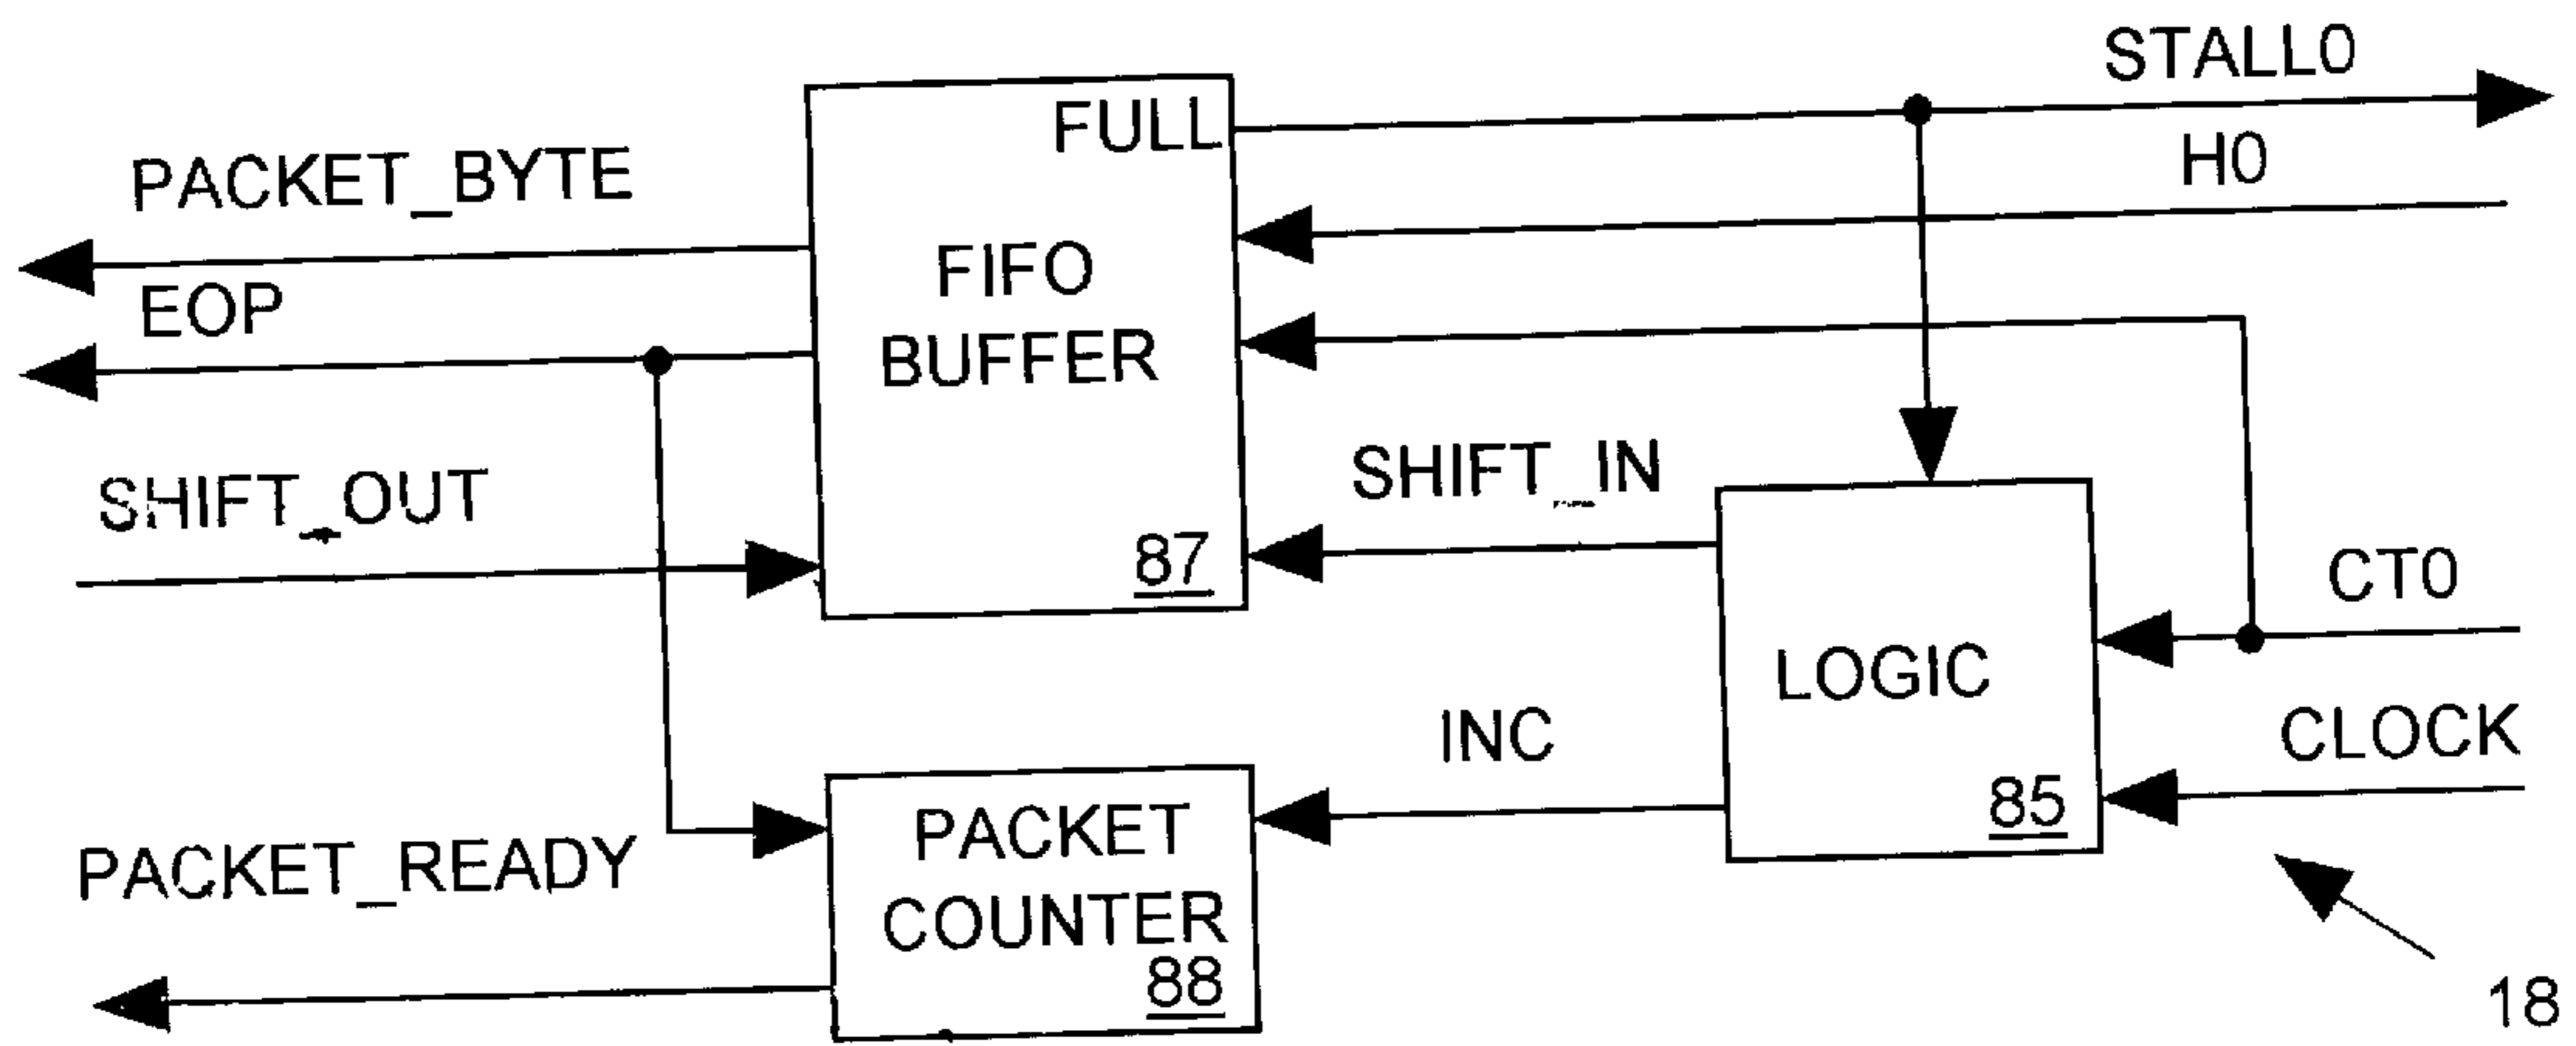 STALL0
FULL
H0
PACKET_BYTE
FIFO
BUFFER
EOP
SHIFT_IN
SHIFT_OUT
87
CT0
LOGIC
INC
CLOCK
85
PACKET
COUNTER
88
PACKET_READY
18